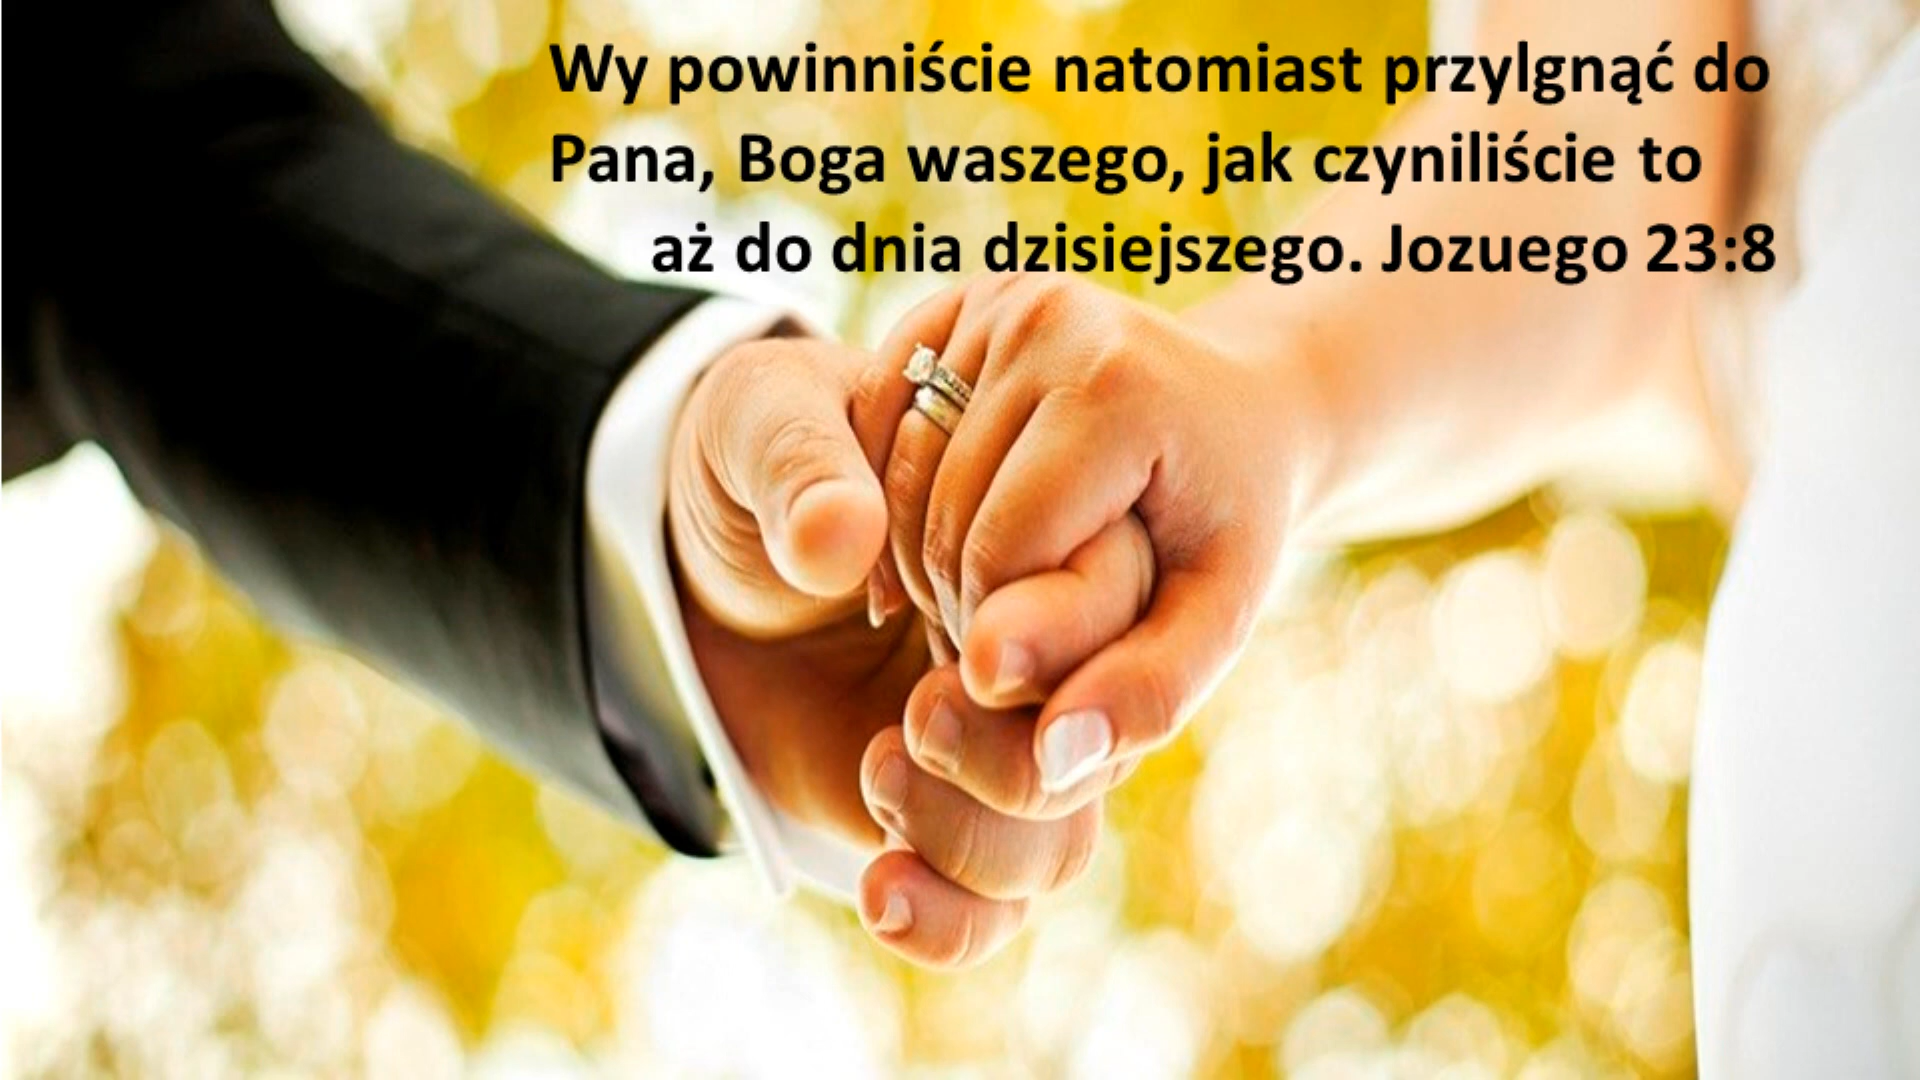 Wy powinniście natomiast przylgnąć do
Pana, Boga waszego, jak czyniliście to
aż do dnia dzisiejszego. Jozuego 23:8